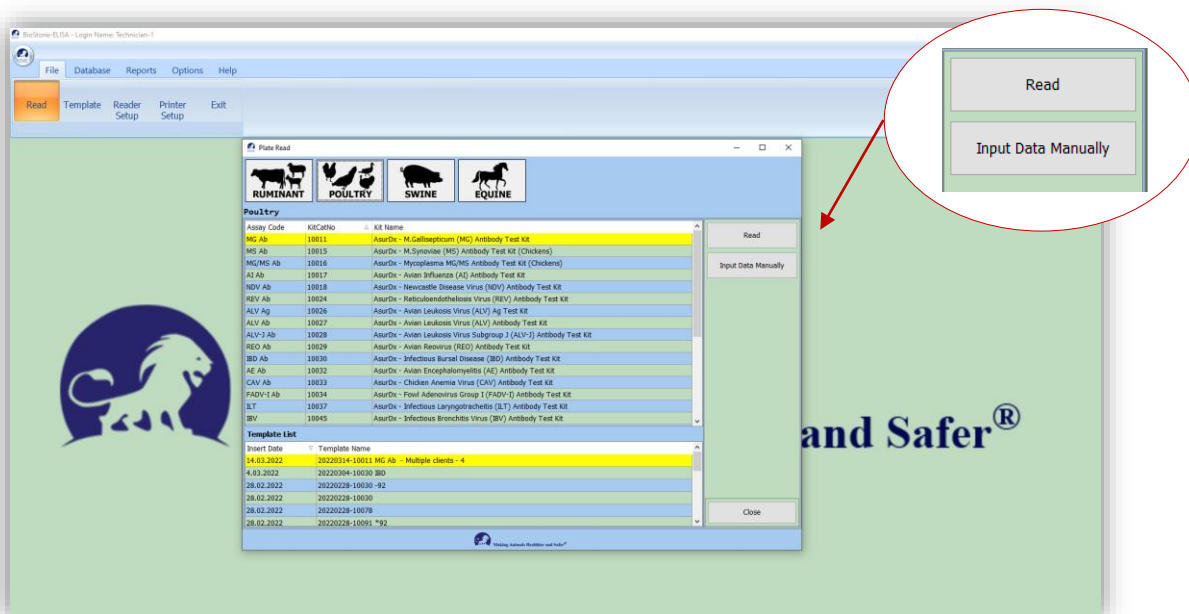 BioStone-ELISA - Login Name: Technician-1
File Database Reports Options Help
Read Template Reader Setup Printer Setup Exit
Plate Read
RUMINANT POULTRY SWINE EQUINE
Poultry
Assay Code KitCatNo Kit Name
MG Ab 10011 AsurDx - M.Gallisepticum (MG) Antibody Test Kit
MS Ab 10015 AsurDx - M.Synoviae (MS) Antibody Test Kit (Chickens)
MG/MS Ab 10016 AsurDx - Mycoplasma MG/MS Antibody Test Kit (Chickens)
AI Ab 10017 AsurDx - Avian Influenza (AI) Antibody Test Kit
NDV Ab 10018 AsurDx - Newcastle Disease Virus (NDV) Antibody Test Kit
REV Ab 10024 AsurDx - Reticuloendotheliosis Virus (REV) Antibody Test Kit
ALV Ag 10026 AsurDx - Avian Leukosis Virus (ALV) Ag Test Kit
ALV Ab 10027 AsurDx - Avian Leukosis Virus (ALV) Antibody Test Kit
ALV-J Ab 10028 AsurDx - Avian Leukosis Virus Subgroup J (ALV-J) Antibody Test Kit
REO Ab 10029 AsurDx - Avian Reovirus (REO) Antibody Test Kit
IBD Ab 10030 AsurDx - Infectious Bursal Disease (IBD) Antibody Test Kit
AE Ab 10032 AsurDx - Avian Encephalomyelitis (AE) Antibody Test Kit
CAV Ab 10033 AsurDx - Chicken Anemia Virus (CAV) Antibody Test Kit
FADV-I Ab 10034 AsurDx - Fowl Adenovirus Group I (FADV-I) Antibody Test Kit
ILT 10037 AsurDx - Infectious Laryngotracheitis (ILT) Antibody Test Kit
IBV 10045 AsurDx - Infectious Bronchitis Virus (IBV) Antibody Test Kit
Template List
Insert Date Template Name
14.03.2022 20220314-10011 MG Ab - Multiple clients - 4
4.03.2022 20220304-10030 IBD
28.02.2022 20220228-10030 -92
28.02.2022 20220228-10030
28.02.2022 20220228-10078
28.02.2022 20220228-10091 *92
Read
Input Data Manually
Close
Making Animals Healthier and Safer®
and Safer®
Read
Input Data Manually